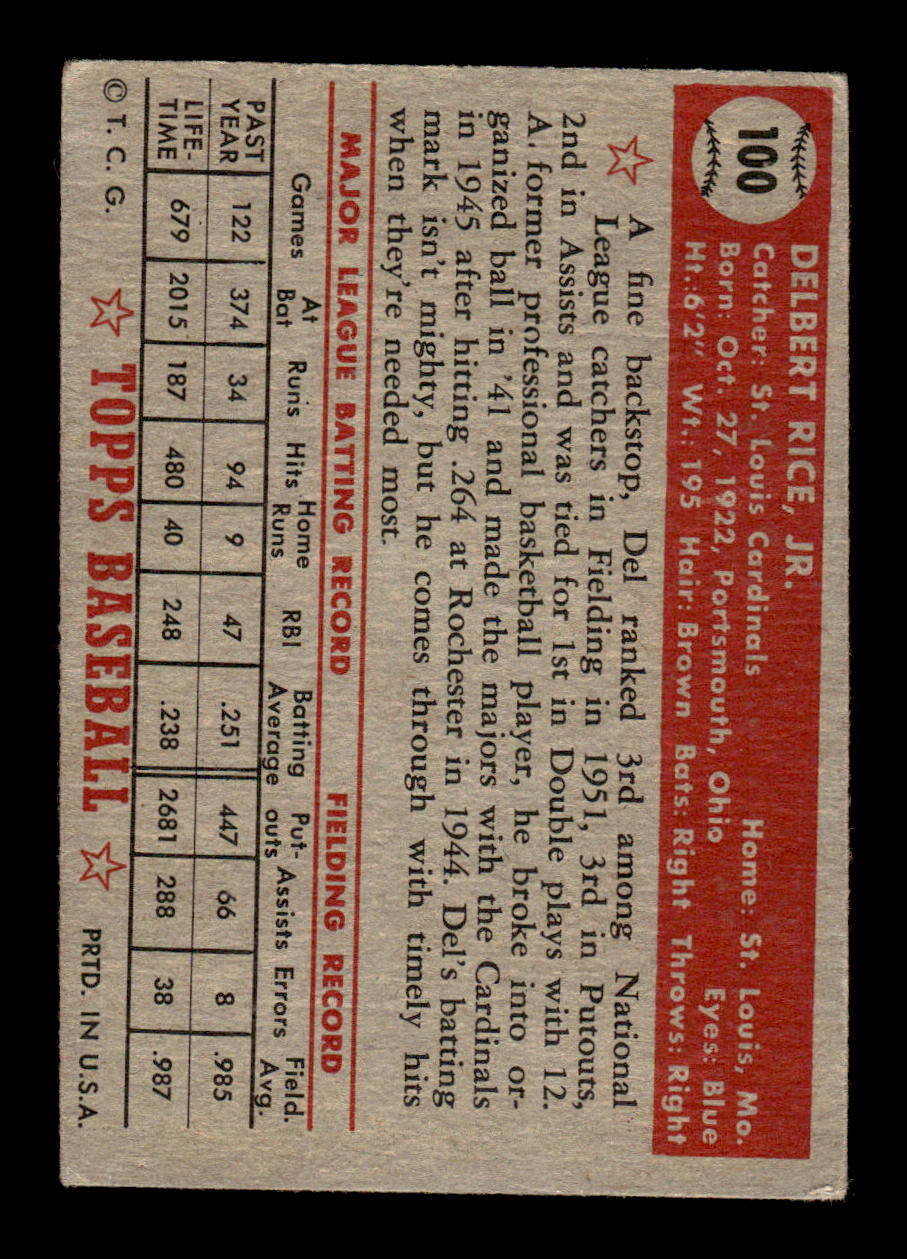 100
DELBERT RICE, JR.
Catcher: St. Louis Cardinals Home: St. Louis, Mo.
Born: Oct. 27, 1922, Portsmouth, Ohio Eyes: Blue
Ht.: 6'2" Wt.: 195 Hair: Brown Bats: Right Throws: Right
A fine backstop, Del ranked 3rd among National
League catchers in Fielding in 1951, 3rd in Putouts,
2nd in Assists and was tied for 1st in Double plays with 12.
A. former professional basketball player, he broke into or-
ganized ball in '41 and made the majors with the Cardinals
in 1945 after hitting .264 at Rochester in 1944. Del's batting
mark isn't mighty, but he comes through with timely hits
when they're needed most.
MAJOR LEAGUE BATTING RECORD FIELDING RECORD
Games At Bat Runs Hits Home Runs RBI Batting Average Put-outs Assists Errors Field. Avg.
PAST YEAR 122 374 34 94 9 47 .251 447 66 8 .985
LIFE-TIME 679 2015 187 480 40 248 .238 2681 288 38 .987
© T. C. G. TOPPS BASEBALL PRTD. IN U.S.A.